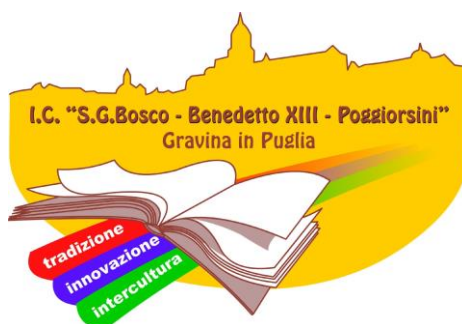 I.C. "S.G.Bosco - Benedetto XIII - Poggiorsini"
Gravina in Puglia
tradizione
innovazione
intercultura